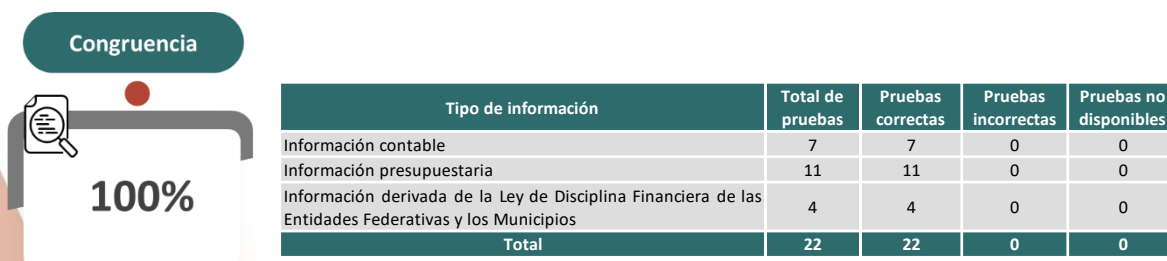 Congruencia
100%
Tipo de información Total de pruebas Pruebas correctas Pruebas incorrectas Pruebas no disponibles
Información contable 7 7 0 0
Información presupuestaria 11 11 0 0
Información derivada de la Ley de Disciplina Financiera de las
Entidades Federativas y los Municipios 4 4 0 0
Total 22 22 0 0